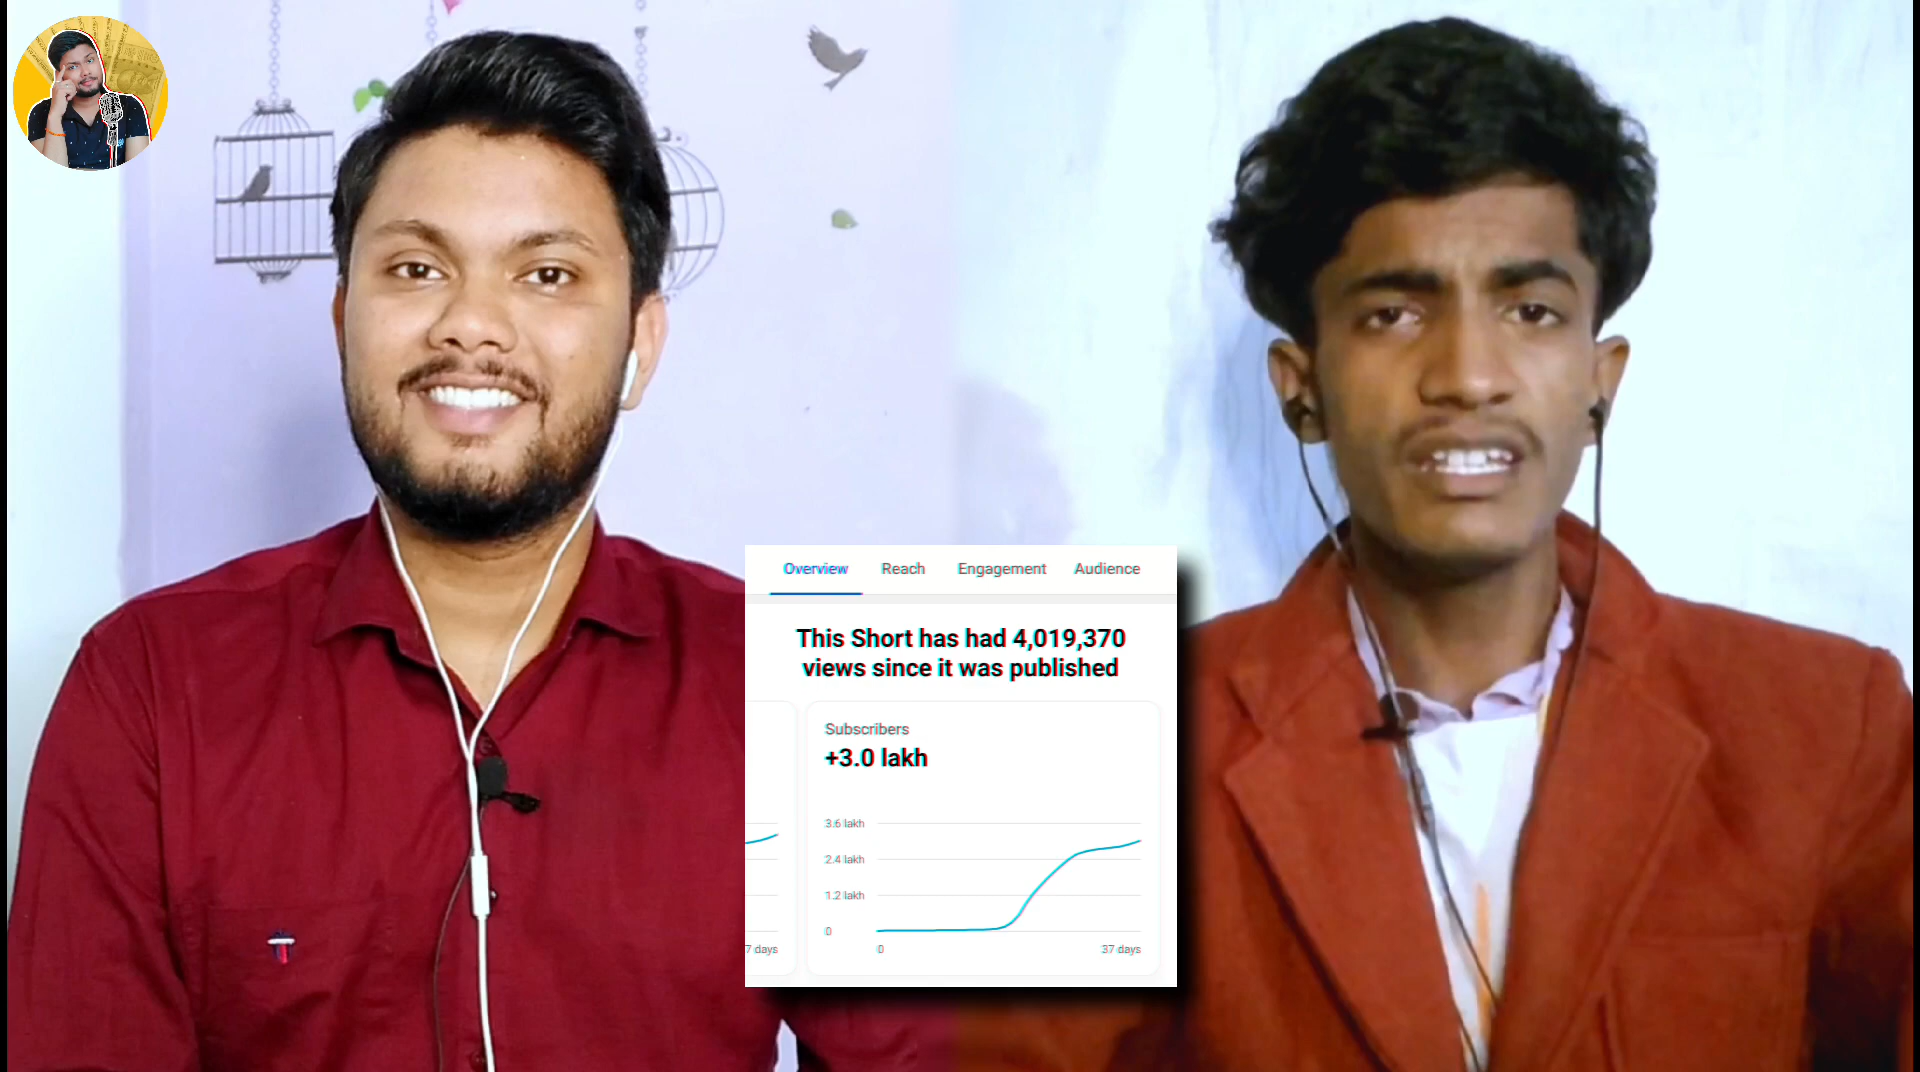 Overview Reach Engagement Audience
This Short has had 4,019,370
views since it was published
Subscribers
+3.0 lakh
3.6 lakh
2.4 lakh
1.2 lakh
0
0 37 days
7 days